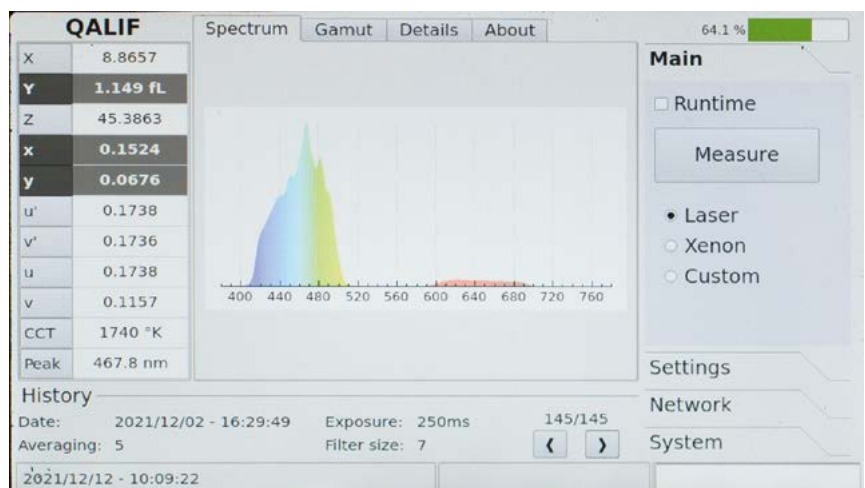 QALIF
Spectrum Gamut Details About
64.1 %
X 8.8657
Y 1.149 fL
Z 45.3863
x 0.1524
y 0.0676
u' 0.1738
v' 0.1736
u 0.1738
v 0.1157
CCT 1740 °K
Peak 467.8 nm
400 440 480 520 560 600 640 680 720 760
Main
Runtime
Measure
Laser
Xenon
Custom
Settings
Network
System
History
Date: 2021/12/02 - 16:29:49 Exposure: 250ms 145/145
Averaging: 5 Filter size: 7 ❰ ❱
2021/12/12 - 10:09:22